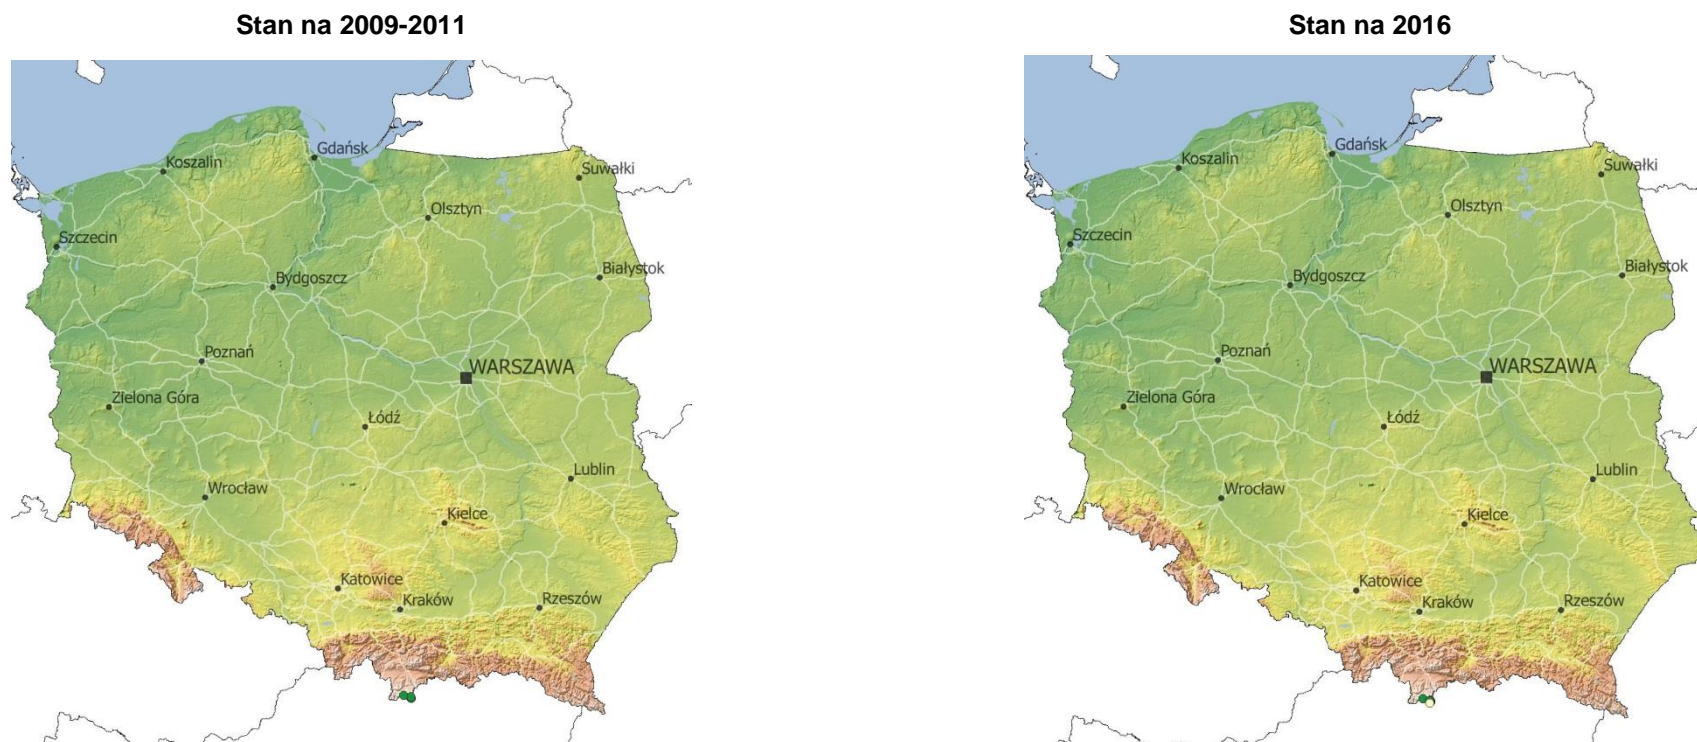 Stan na 2009-2011
Gdańsk
Koszalin
Suwałki
Olsztyn
Szczecin
Białystok
Bydgoszcz
Poznań
WARSZAWA
Zielona Góra
Łódź
Lublin
Wrocław
Kielce
Katowice
Kraków
Rzeszów
Stan na 2016
Gdańsk
Koszalin
Suwałki
Olsztyn
Szczecin
Białystok
Bydgoszcz
Poznań
WARSZAWA
Zielona Góra
Łódź
Lublin
Wrocław
Kielce
Katowice
Kraków
Rzeszów